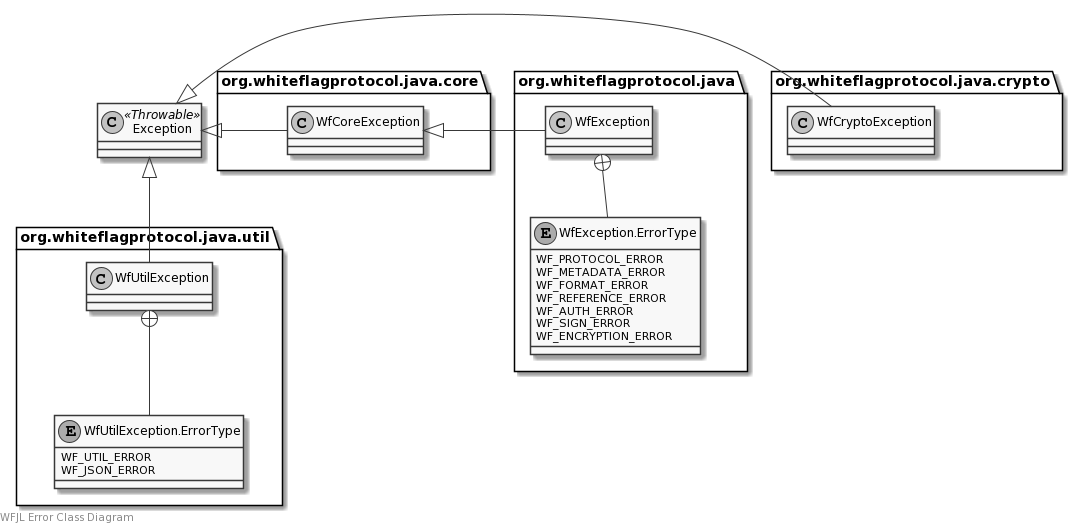 org.whiteflagprotocol.java.core
org.whiteflagprotocol.java
org.whiteflagprotocol.java.crypto
C
«Throwable»
Exception
C WfCoreException
C WfException
C WfCryptoException
E WfException.ErrorType
WF_PROTOCOL_ERROR
WF_METADATA_ERROR
WF_FORMAT_ERROR
WF_REFERENCE_ERROR
WF_AUTH_ERROR
WF_SIGN_ERROR
WF_ENCRYPTION_ERROR
org.whiteflagprotocol.java.util
C WfUtilException
E WfUtilException.ErrorType
WF_UTIL_ERROR
WF_JSON_ERROR
WFJL Error Class Diagram